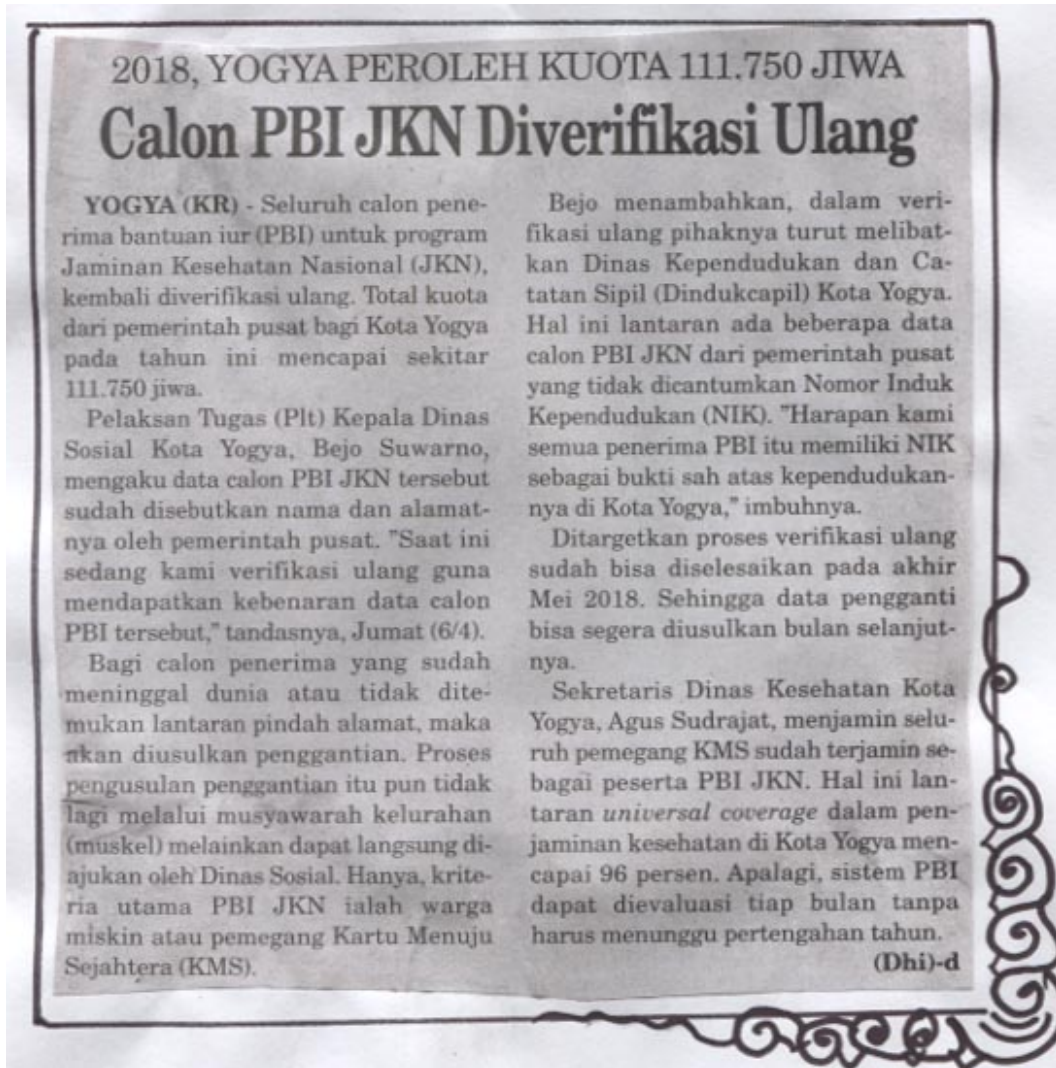 2018, YOGYA PEROLEH KUOTA 111.750 JIWA
Calon PBI JKN Diverifikasi Ulang
YOGYA (KR) - Seluruh calon pene-
rima bantuan iur (PBI) untuk program
Jaminan Kesehatan Nasional (JKN),
kembali diverifikasi ulang. Total kuota
dari pemerintah pusat bagi Kota Yogya
pada tahun ini mencapai sekitar
111.750 jiwa.
Pelaksan Tugas (Plt) Kepala Dinas
Sosial Kota Yogya, Bejo Suwarno,
mengaku data calon PBI JKN tersebut
sudah disebutkan nama dan alamat-
nya oleh pemerintah pusat. "Saat ini
sedang kami verifikasi ulang guna
mendapatkan kebenaran data calon
PBI tersebut," tandasnya, Jumat (6/4).
Bagi calon penerima yang sudah
meninggal dunia atau tidak dite-
mukan lantaran pindah alamat, maka
akan diusulkan penggantian. Proses
pengusulan penggantian itu pun tidak
lagi melalui musyawarah kelurahan
(muskel) melainkan dapat langsung di-
ajukan oleh Dinas Sosial. Hanya, krite-
ria utama PBI JKN ialah warga
miskin atau pemegang Kartu Menuju
Sejahtera (KMS).
Bejo menambahkan, dalam veri-
fikasi ulang pihaknya turut melibat-
kan Dinas Kependudukan dan Ca-
tatan Sipil (Dindukcapil) Kota Yogya.
Hal ini lantaran ada beberapa data
calon PBI JKN dari pemerintah pusat
yang tidak dicantumkan Nomor Induk
Kependudukan (NIK). "Harapan kami
semua penerima PBI itu memiliki NIK
sebagai bukti sah atas kependudukan-
nya di Kota Yogya," imbuhnya.
Ditargetkan proses verifikasi ulang
sudah bisa diselesaikan pada akhir
Mei 2018. Sehingga data pengganti
bisa segera diusulkan bulan selanjut-
nya.
Sekretaris Dinas Kesehatan Kota
Yogya, Agus Sudrajat, menjamin selu-
ruh pemegang KMS sudah terjamin se-
bagai peserta PBI JKN. Hal ini lan-
taran universal coverage dalam pen-
jaminan kesehatan di Kota Yogya men-
capai 96 persen. Apalagi, sistem PBI
dapat dievaluasi tiap bulan tanpa
harus menunggu pertengahan tahun.
(Dhi)-d